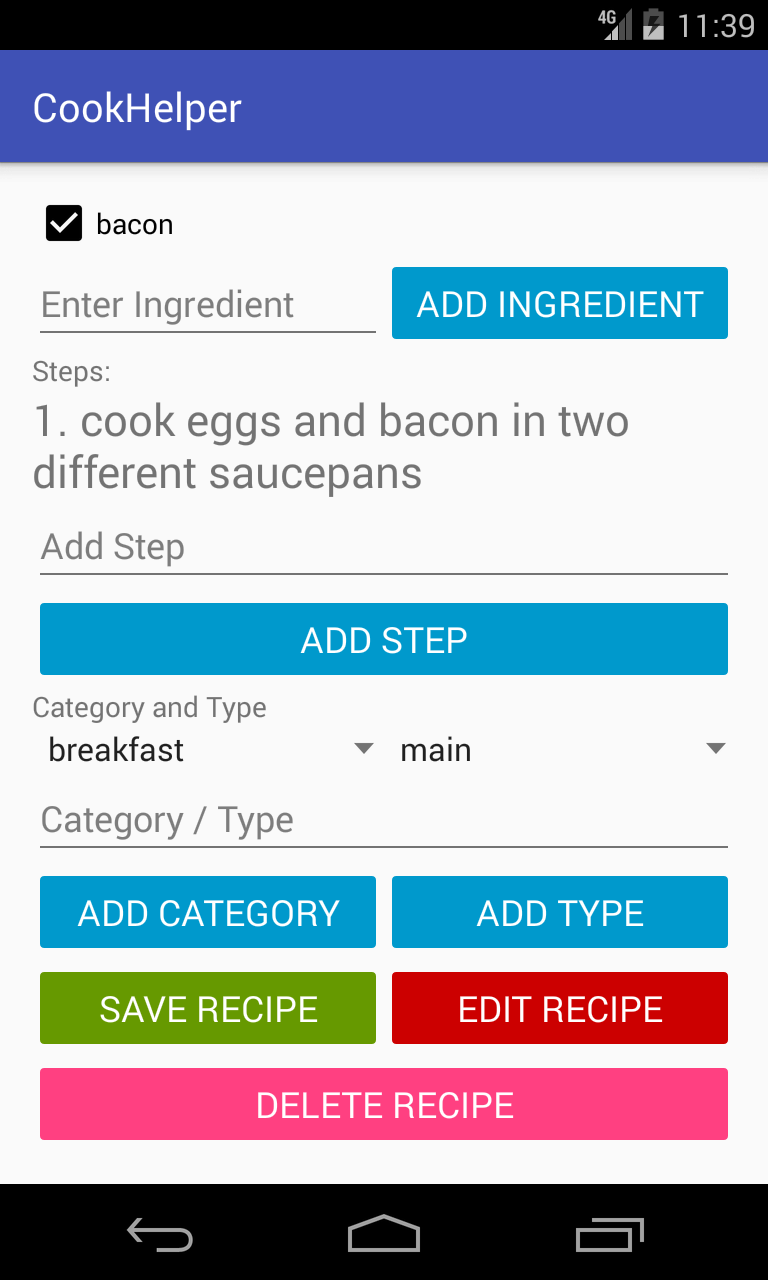 4G 11:39
CookHelper
bacon
Enter Ingredient ADD INGREDIENT
Steps:
1. cook eggs and bacon in two
different saucepans
Add Step
ADD STEP
Category and Type
breakfast main
Category / Type
ADD CATEGORY ADD TYPE
SAVE RECIPE EDIT RECIPE
DELETE RECIPE